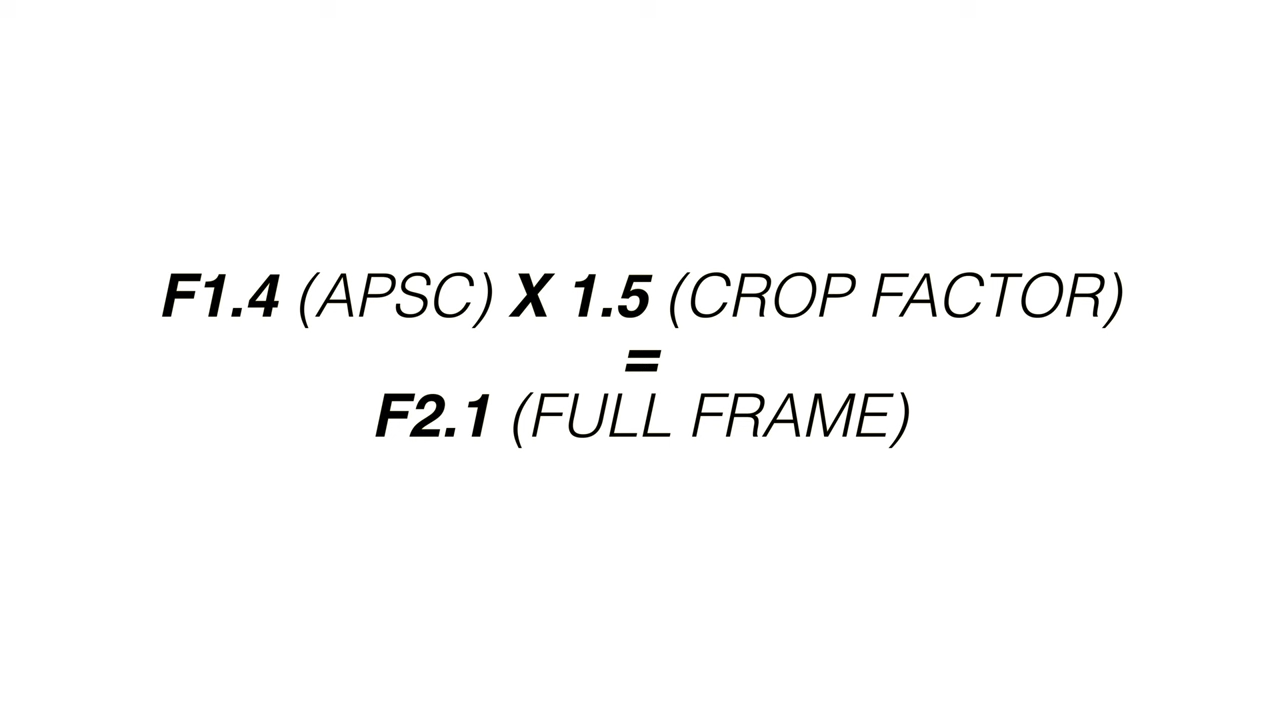 F1.4 (APSC) X 1.5 (CROP FACTOR)
=
F2.1 (FULL FRAME)